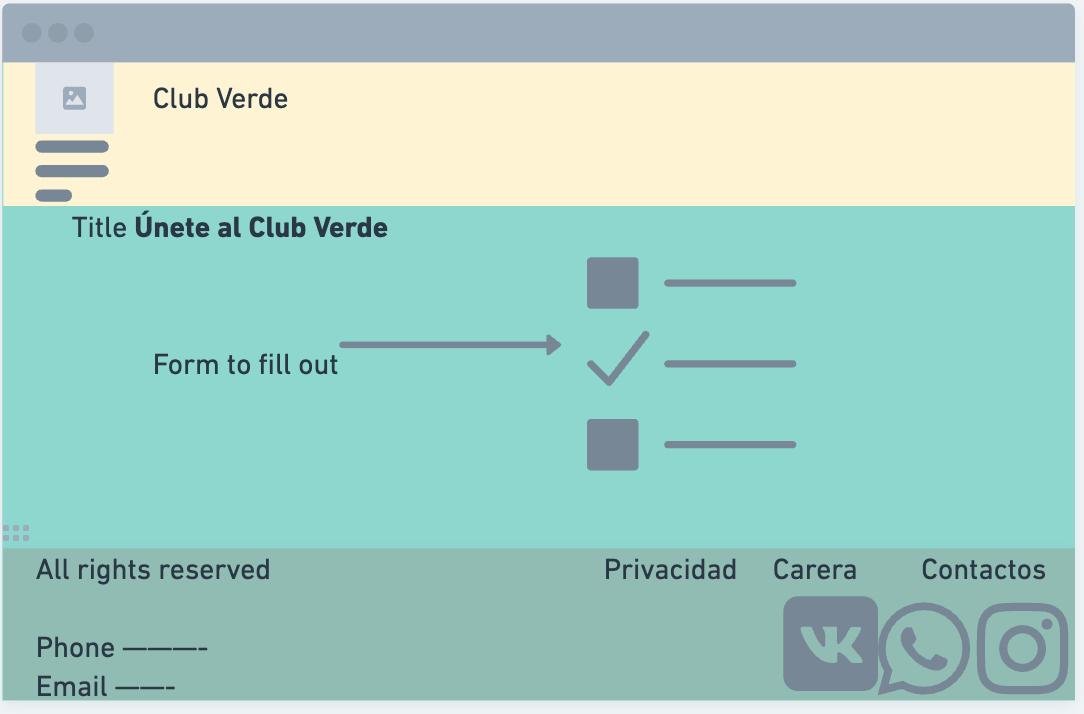 Club Verde
Title Únete al Club Verde
Form to fill out
All rights reserved
Privacidad Carera Contactos
Phone ————-
Email ——-